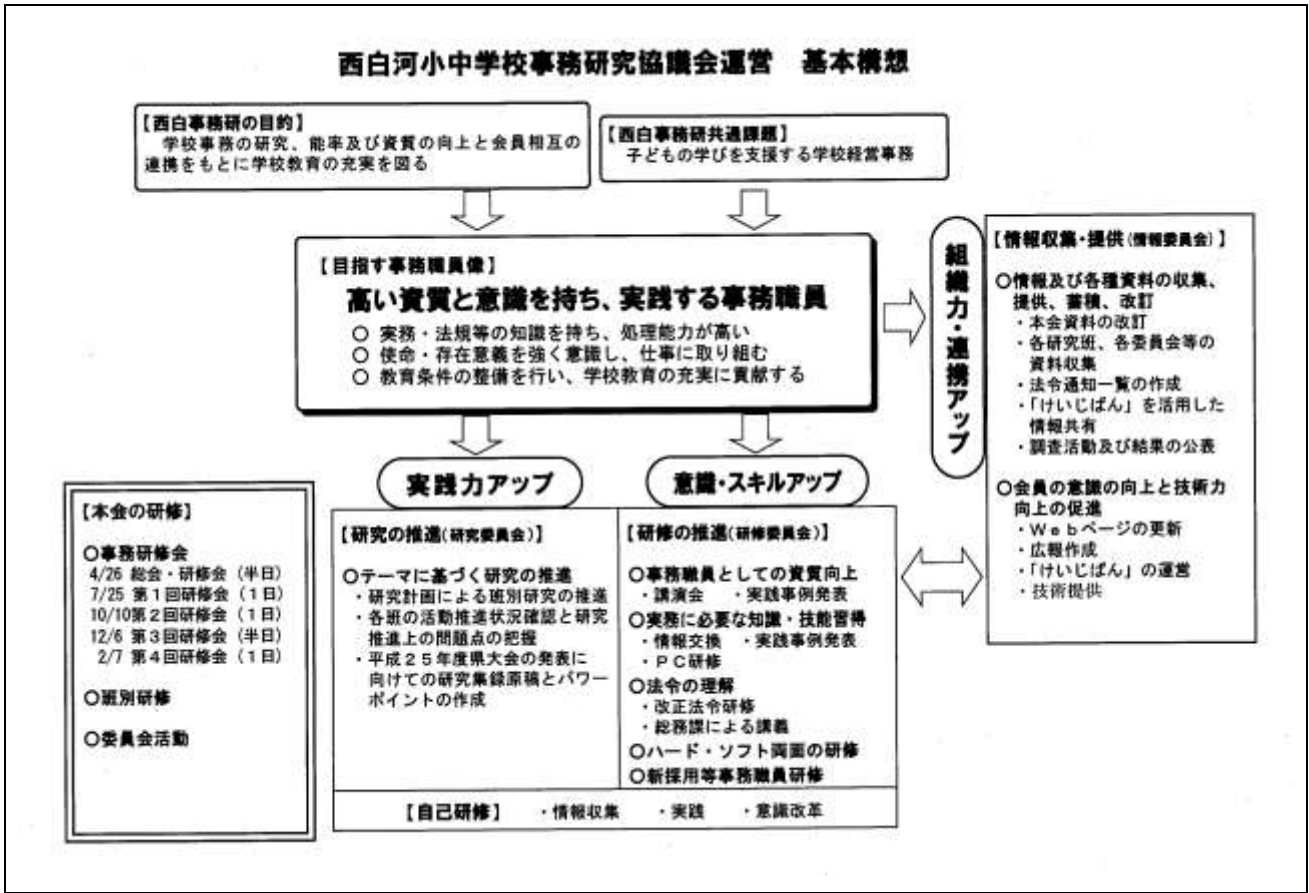 西白河小中学校事務研究協議会運営　基本構想
【西白事務研の目的】
学校事務の研究、能率及び資質の向上と会員相互の
連携をもとに学校教育の充実を図る
【西白事務研共通課題】
子どもの学びを支援する学校経営事務
【目指す事務職員像】
高い資質と意識を持ち、実践する事務職員
○ 実務・法規等の知識を持ち、処理能力が高い
○ 使命・存在意義を強く意識し、仕事に取り組む
○ 教育条件の整備を行い、学校教育の充実に貢献する
組織力・連携アップ
【情報収集・提供(情報委員会)】
○情報及び各種資料の収集、
提供、蓄積、改訂
・本会資料の改訂
・各研究班、各委員会等の
資料収集
・法令通知一覧の作成
・「けいじばん」を活用した
情報共有
・調査活動及び結果の公表
○会員の意識の向上と技術力
向上の促進
・Webページの更新
・広報作成
・「けいじばん」の運営
・技術提供
実践力アップ
意識・スキルアップ
【本会の研修】
○事務研修会
4/26 総会・研修会（半日）
7/25 第１回研修会（１日）
10/10第２回研修会（１日）
12/6 第３回研修会（半日）
2/7 第４回研修会（１日）
○班別研修
○委員会活動
【研究の推進(研究委員会)】
○テーマに基づく研究の推進
・研究計画による班別研究の推進
・各班の活動推進状況確認と研究
推進上の問題点の把握
・平成２５年度県大会の発表に
向けての研究集録原稿とパワー
ポイントの作成
【研修の推進(研修委員会)】
○事務職員としての資質向上
・講演会　・実践事例発表
○実務に必要な知識・技能習得
・情報交換　・実践事例発表
・ＰＣ研修
○法令の理解
・改正法令研修
・総務課による講義
○ハード・ソフト両面の研修
○新採用等事務職員研修
【自己研修】　・情報収集　・実践　・意識改革